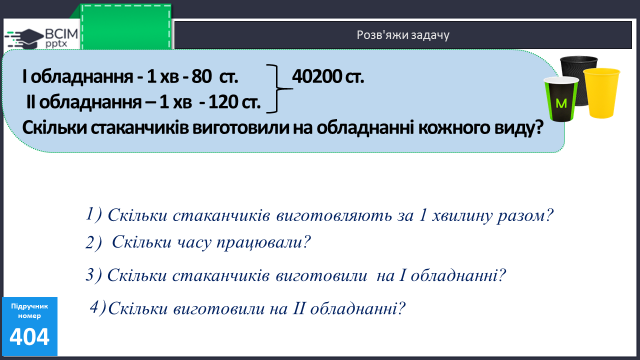 ВСІМ
pptx
Розв'яжи задачу
І обладнання - 1 хв - 80 ст. 40200 ст.
ІІ обладнання – 1 хв - 120 ст.
Скільки стаканчиків виготовили на обладнанні кожного виду?
M
1) Скільки стаканчиків виготовляють за 1 хвилину разом?
2) Скільки часу працювали?
3) Скільки стаканчиків виготовили на І обладнанні?
4) Скільки виготовили на ІІ обладнанні?
Підручник
номер
404